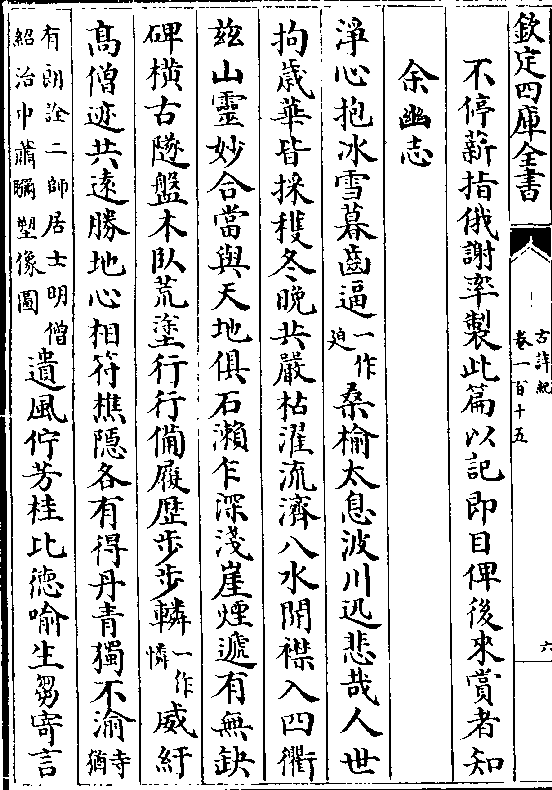 欽定四庫全書
古詩紀
卷一百十五
六
不停薪指俄謝率製此篇以記即目俾後來賞者知
余幽志
淨心抱冰雪暮齒逼一作迫桑榆太息波川迅悲哉人世
拘歲華皆採穫冬晚共嚴枯濯流濟八水開襟入四衢
兹山靈妙合當與天地俱石瀨乍深淺崖煙遞有無缺
碑橫古隧盤木臥荒塗行行備履歷步步轔一作憐威紆
髙僧迹共遠勝地心相符樵隱各有得丹青獨不渝寺猶
有朗詮二師居士明僧紹治中蕭䀻塑像圖遺風佇芳桂比德喻生芻寄言